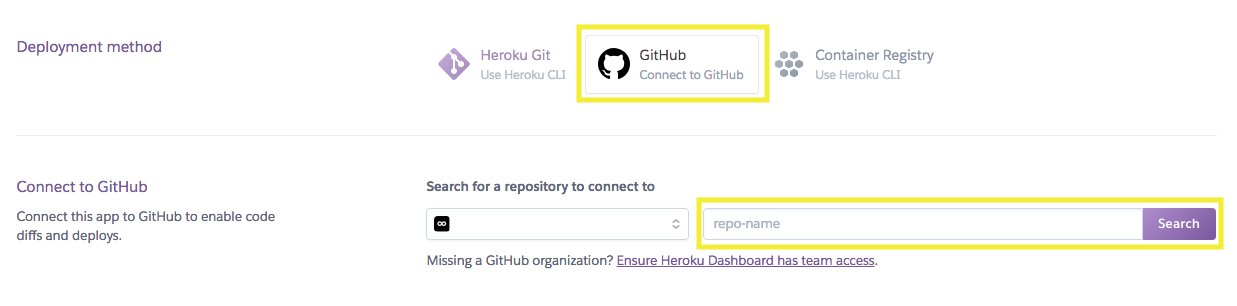 Deployment method
Heroku Git
Use Heroku CLI
GitHub
Connect to GitHub
Container Registry
Use Heroku CLI
Connect to GitHub
Connect this app to GitHub to enable code
diffs and deploys.
Search for a repository to connect to
repo-name
Search
Missing a GitHub organization? Ensure Heroku Dashboard has team access.